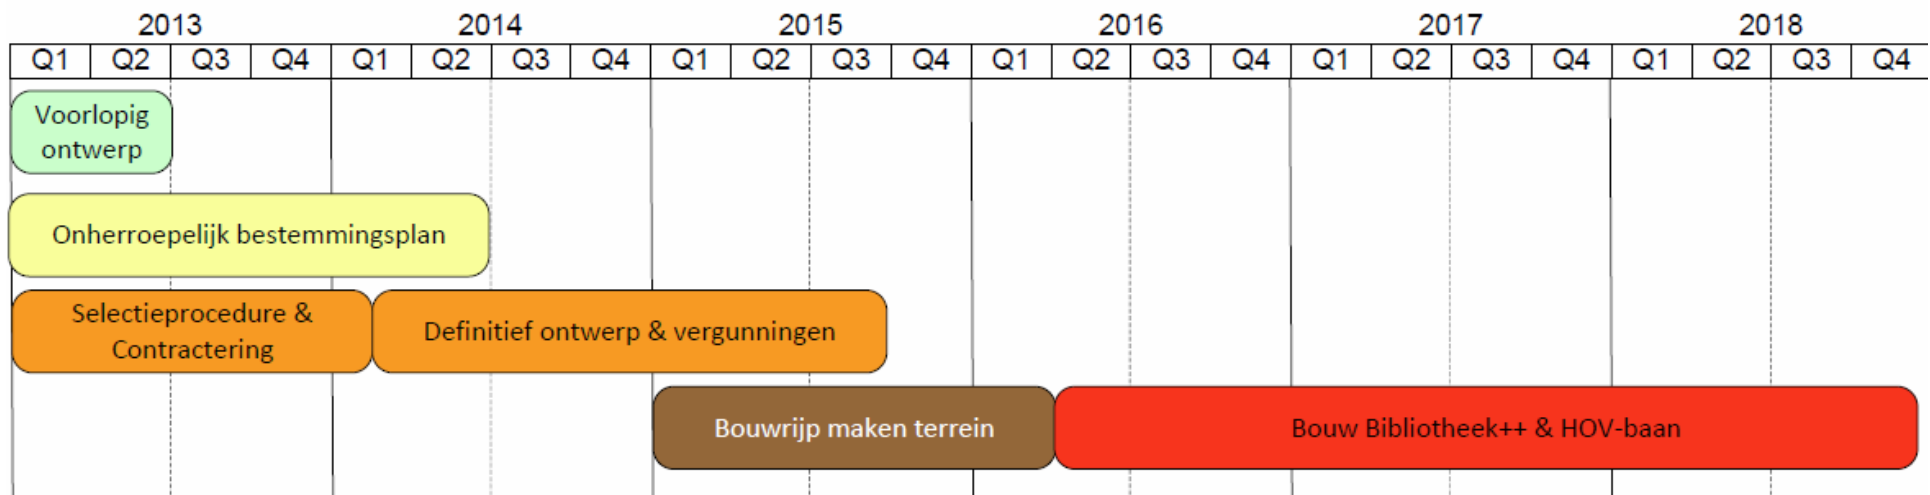 2013 2014 2015 2016 2017 2018
Q1 Q2 Q3 Q4 Q1 Q2 Q3 Q4 Q1 Q2 Q3 Q4 Q1 Q2 Q3 Q4 Q1 Q2 Q3 Q4 Q1 Q2 Q3 Q4
Voorlopig
ontwerp
Onherroepelijk bestemmingsplan
Selectieprocedure &
Contractering
Definitief ontwerp & vergunningen
Bouwrijp maken terrein
Bouw Bibliotheek++ & HOV-baan